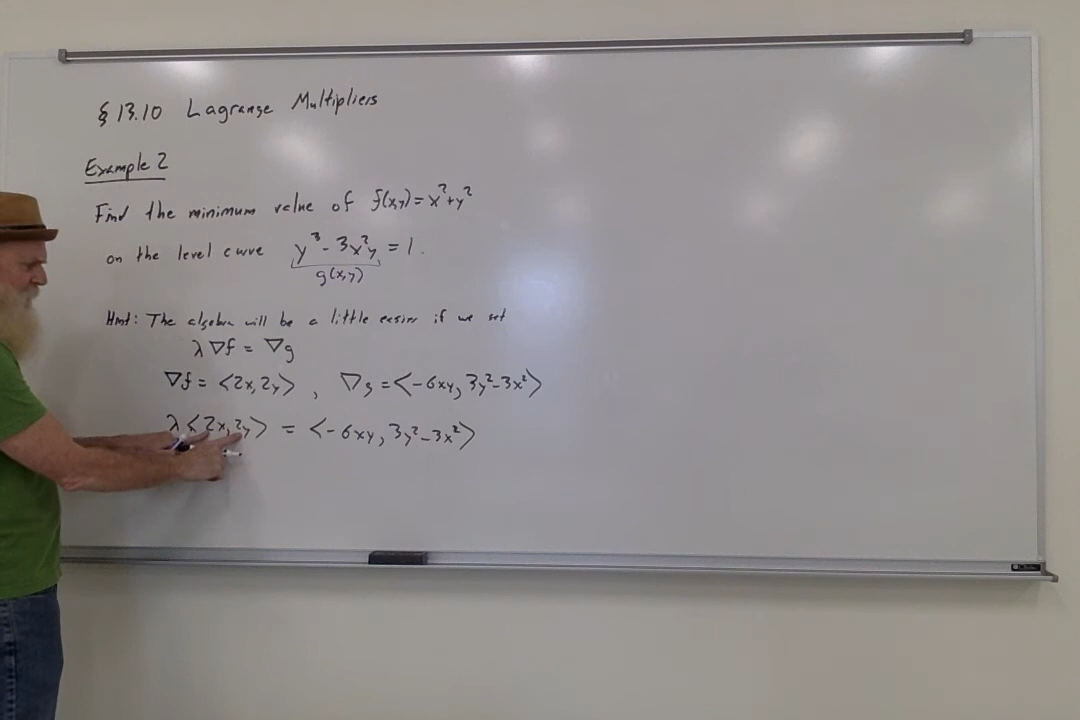 § 13.10 Lagrange Multipliers
Example 2
Find the minimum value of f(x,y) = x² + y²
on the level curve y³ - 3x²y = 1.
g(x,y)
Hint: The algebra will be a little easier if we set
λ∇f = ∇g
∇f = <2x, 2y> , ∇g = <-6xy, 3y² - 3x²>
λ<2x, 2y> = <-6xy, 3y² - 3x²>